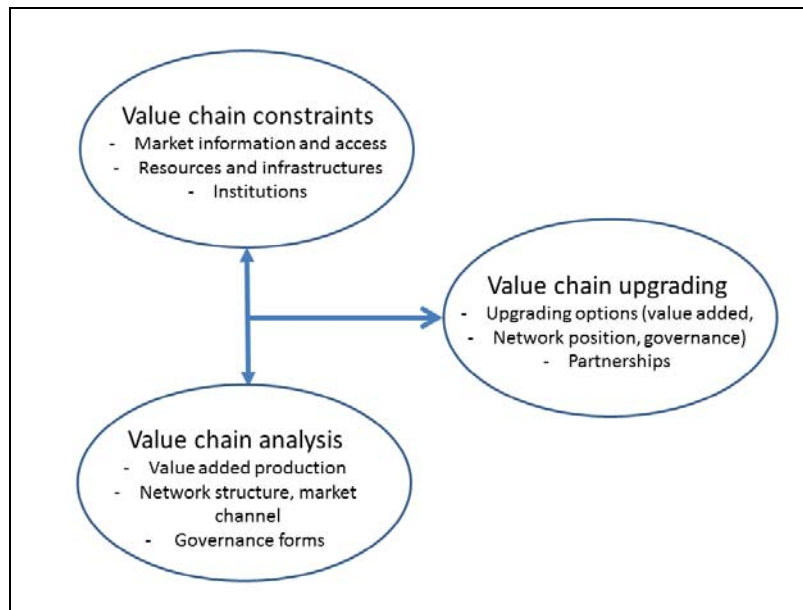 Value chain constraints
- Market information and access
- Resources and infrastructures
- Institutions
Value chain upgrading
- Upgrading options (value added,
- Network position, governance)
- Partnerships
Value chain analysis
- Value added production
- Network structure, market
channel
- Governance forms